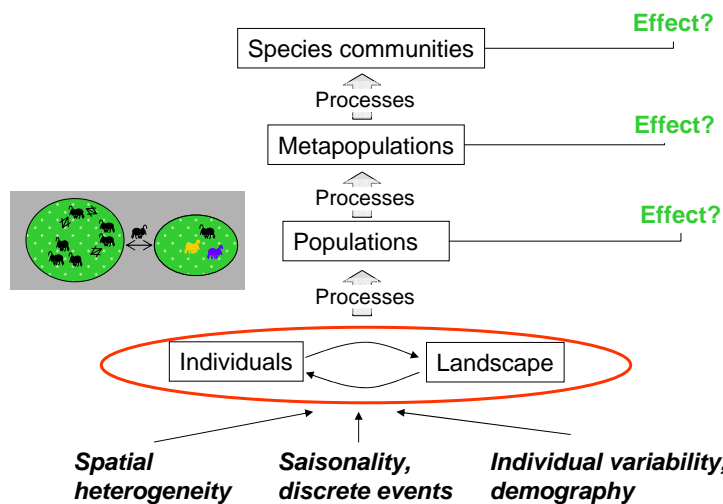 Effect?
Species communities
Processes
Effect?
Metapopulations
Processes
Effect?
Populations
Processes
Individuals
Landscape
Spatial
heterogeneity
Saisonality,
discrete events
Individual variability,
demography